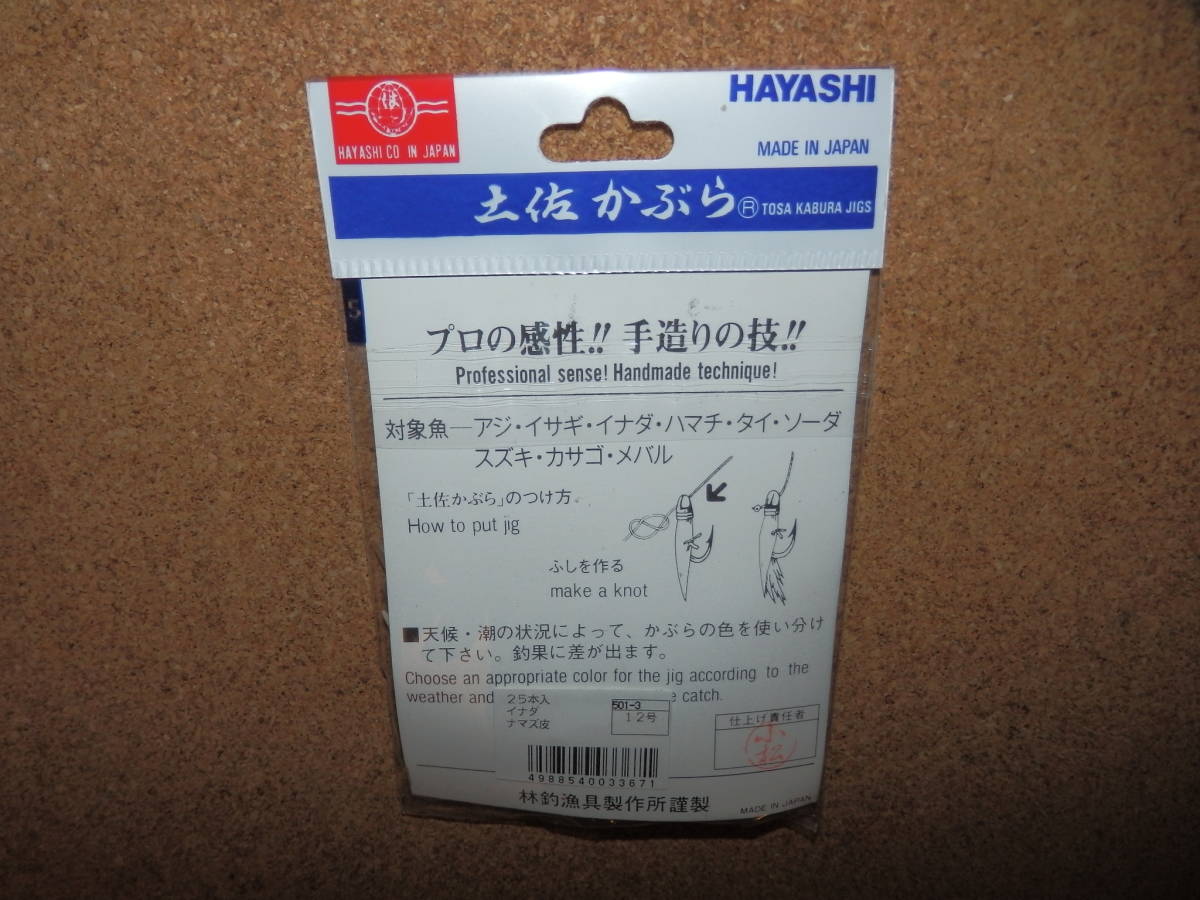 HAYASHI CO IN JAPAN
HAYASHI
MADE IN JAPAN
土佐かぶら Ⓡ TOSA KABURA JIGS
5
プロの感性!! 手造りの技!!
Professional sense! Handmade technique!
対象魚—アジ・イサギ・イナダ・ハマチ・タイ・ソーダ
スズキ・カサゴ・メバル
「土佐かぶら」のつけ方。
How to put jig
ふしを作る
make a knot
■天候・潮の状況によって、かぶらの色を使い分け
て下さい。釣果に差が出ます。
Choose an appropriate color for the jig according to the
weather and catch.
25本入
イナダ
ナマズ皮
501-3
12号
仕上げ責任者
小松
4988540033671
林釣漁具製作所謹製
MADE IN JAPAN